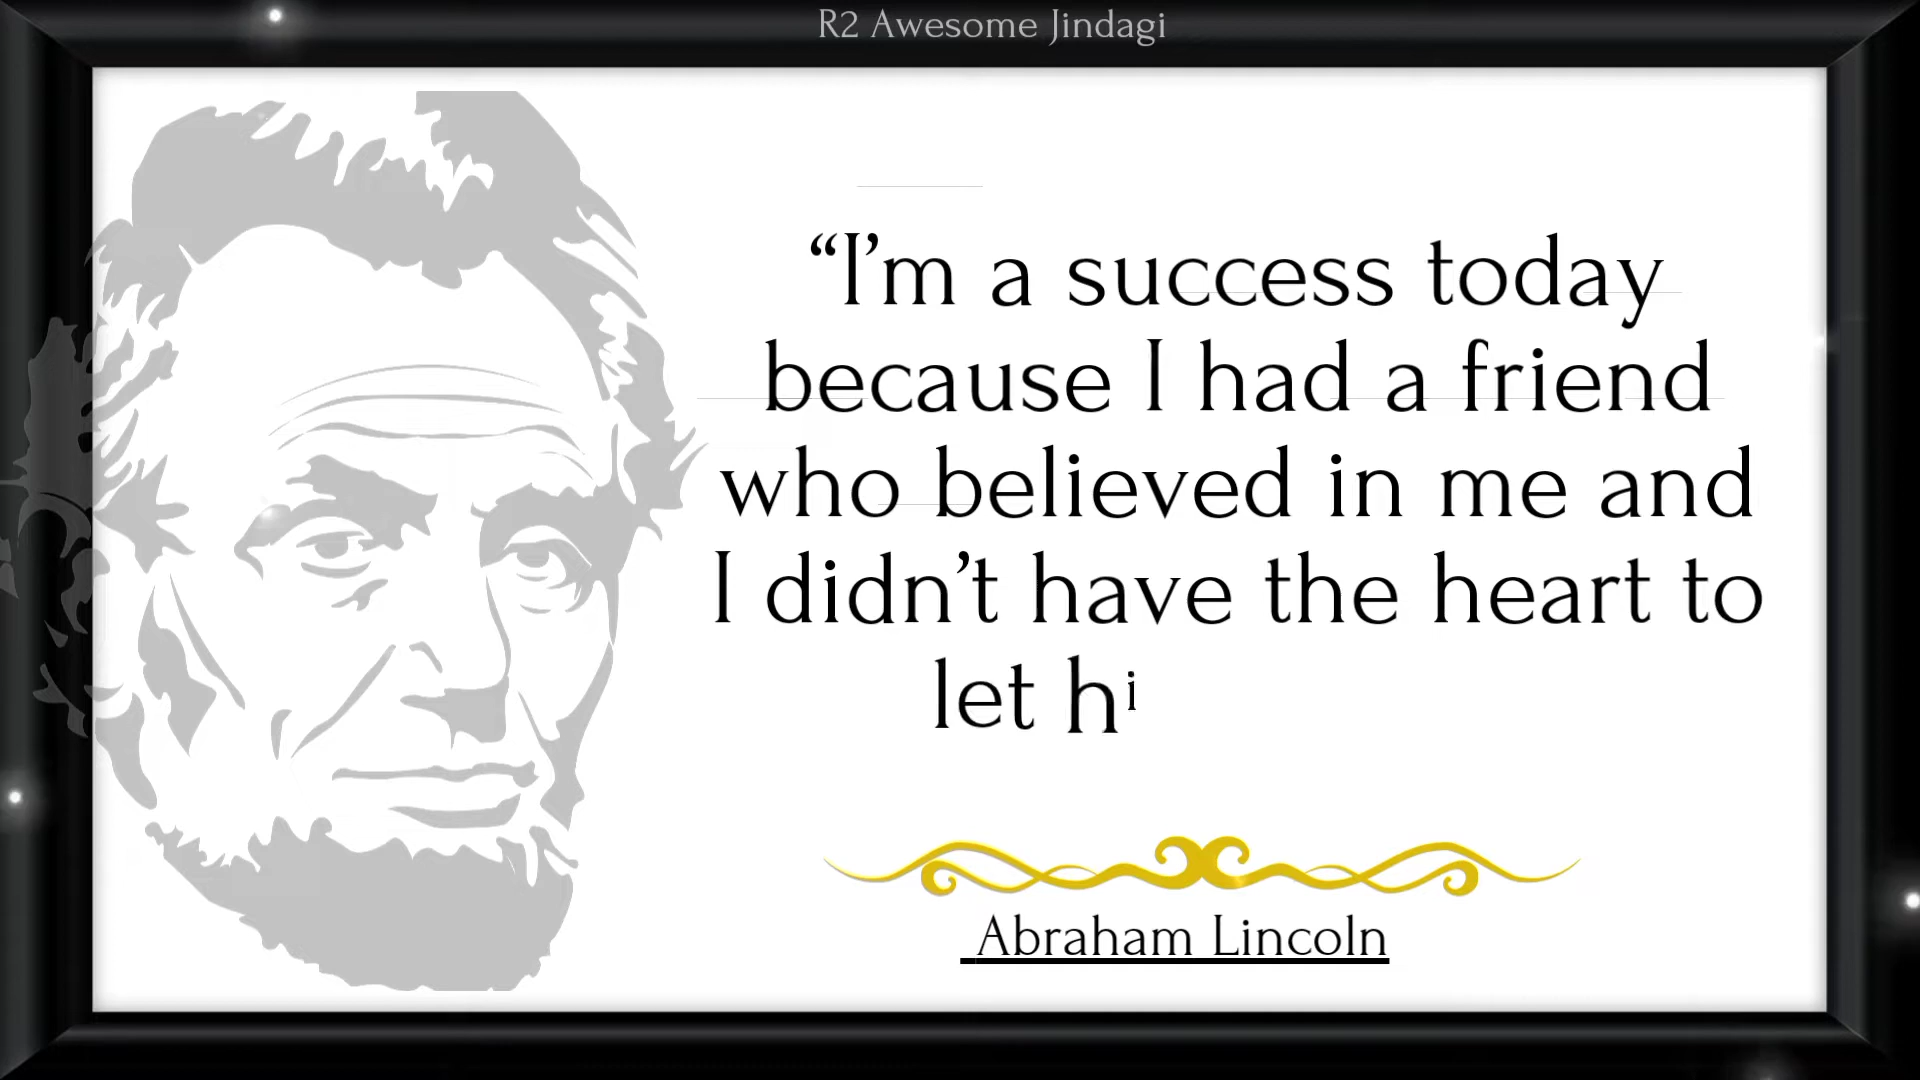 R2 Awesome Jindagi
“I’m a success today
because I had a friend
who believed in me and
I didn’t have the heart to
let hi
Abraham Lincoln